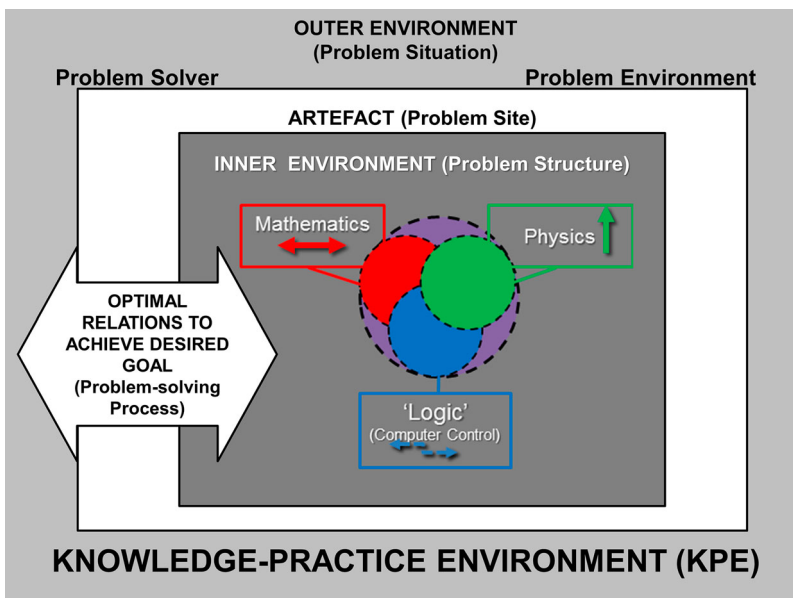 OUTER ENVIRONMENT
(Problem Situation)
Problem Solver
Problem Environment
ARTEFACT (Problem Site)
INNER ENVIRONMENT (Problem Structure)
Mathematics
Physics
OPTIMAL
RELATIONS TO
ACHIEVE DESIRED
GOAL
(Problem-solving
Process)
‘Logic’
(Computer Control)
KNOWLEDGE-PRACTICE ENVIRONMENT (KPE)